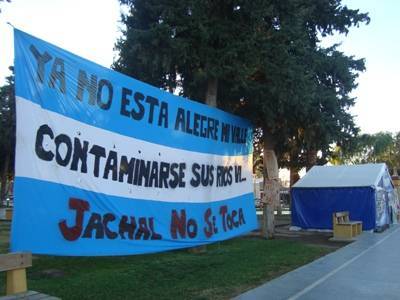 YA NO ESTA ALEGRE MI VALLE
CONTAMINARSE SUS RIOS VI...
JACHAL NO SE TOCA